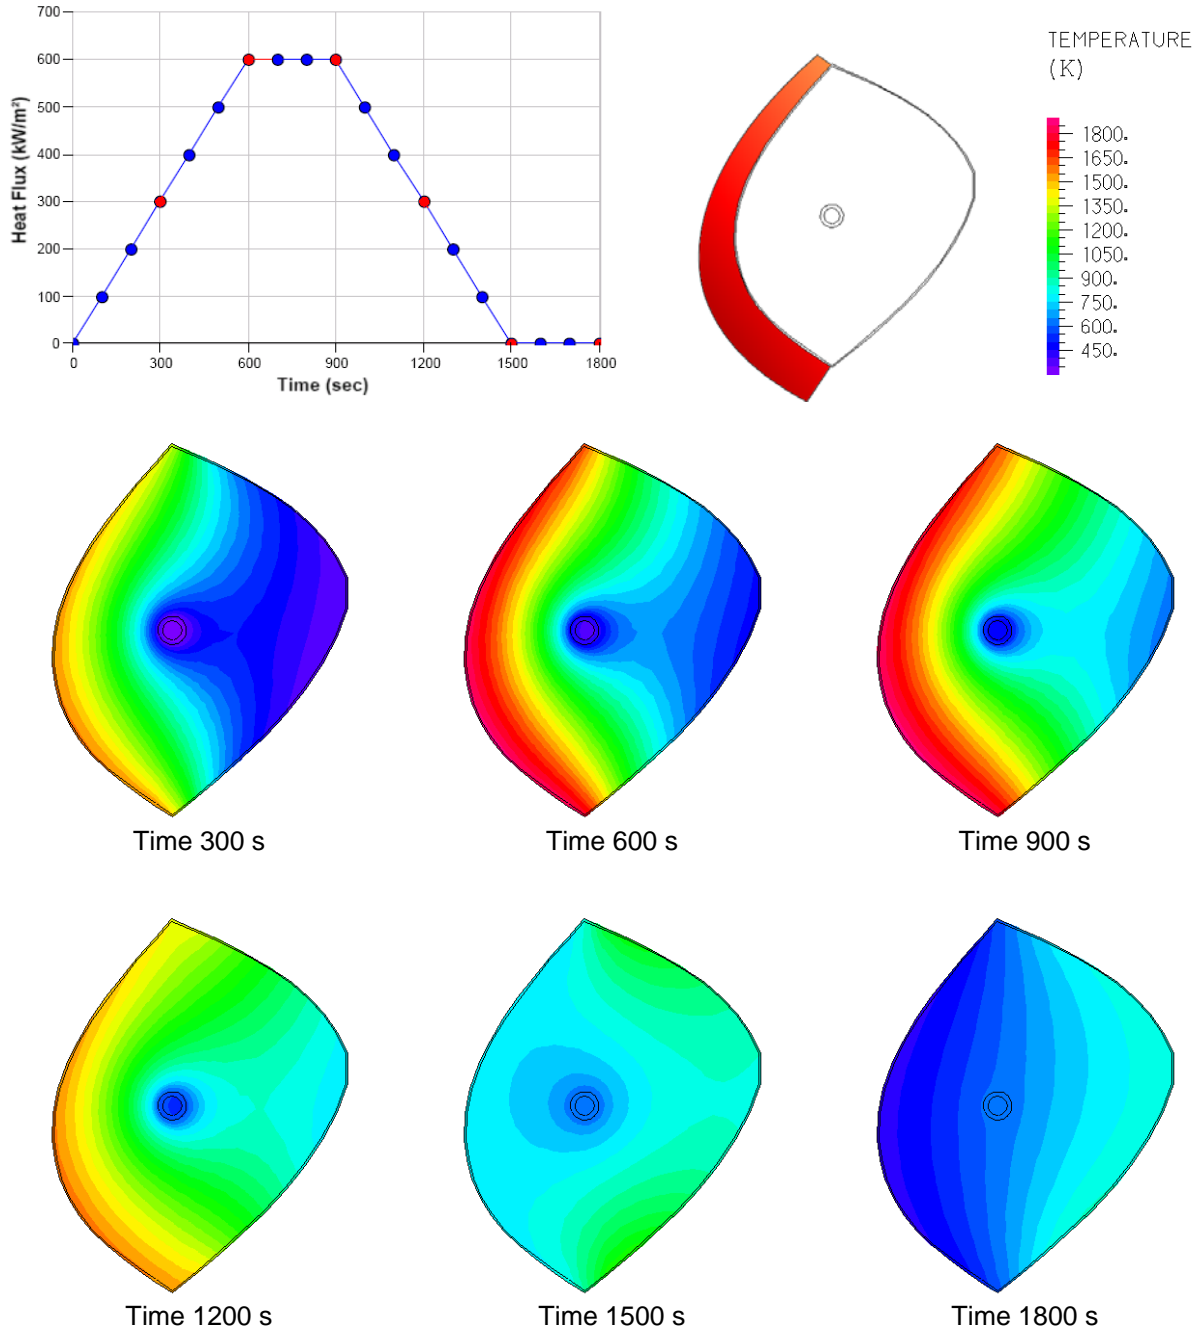 700
600
500
400
300
200
100
0
Heat Flux (kW/m²)
0 300 600 900 1200 1500 1800
Time (sec)
TEMPERATURE
(K)
1800.
1650.
1500.
1350.
1200.
1050.
900.
750.
600.
450.
Time 300 s
Time 600 s
Time 900 s
Time 1200 s
Time 1500 s
Time 1800 s